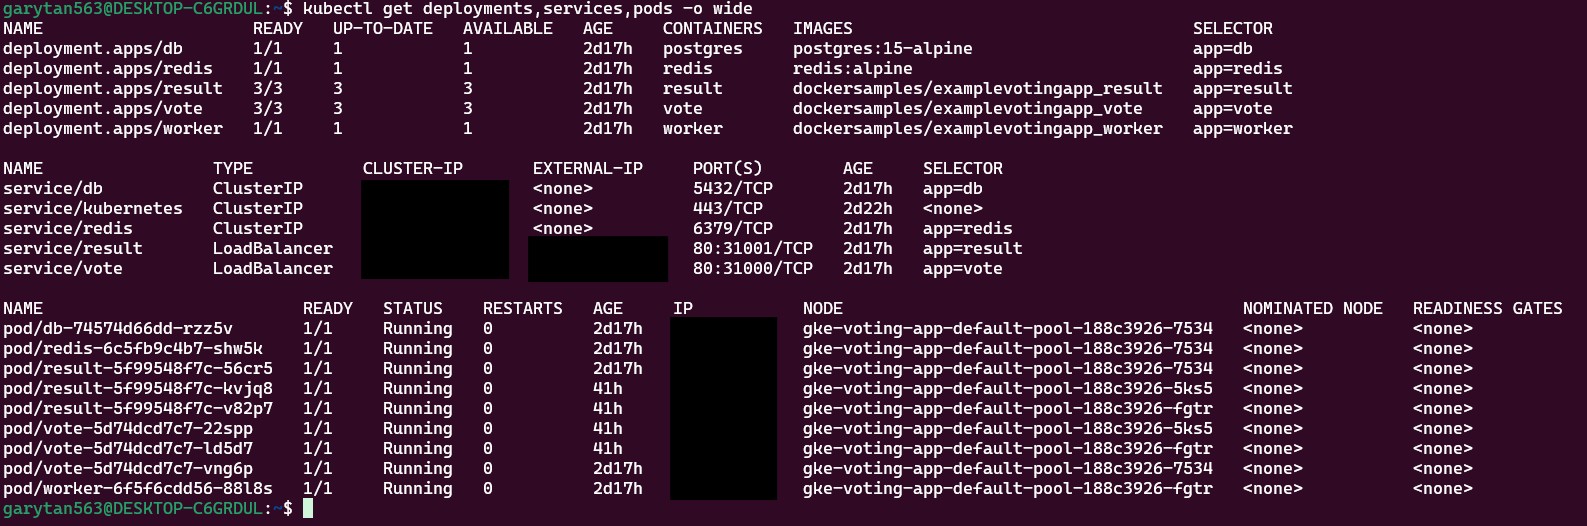 garytan563@DESKTOP-C6GRDUL:~$ kubectl get deployments,services,pods -o wide
NAME READY UP-TO-DATE AVAILABLE AGE CONTAINERS IMAGES SELECTOR
deployment.apps/db 1/1 1 1 2d17h postgres postgres:15-alpine app=db
deployment.apps/redis 1/1 1 1 2d17h redis redis:alpine app=redis
deployment.apps/result 3/3 3 3 2d17h result dockersamples/examplevotingapp_result app=result
deployment.apps/vote 3/3 3 3 2d17h vote dockersamples/examplevotingapp_vote app=vote
deployment.apps/worker 1/1 1 1 2d17h worker dockersamples/examplevotingapp_worker app=worker
NAME TYPE CLUSTER-IP EXTERNAL-IP PORT(S) AGE SELECTOR
service/db ClusterIP <none> 5432/TCP 2d17h app=db
service/kubernetes ClusterIP <none> 443/TCP 2d22h <none>
service/redis ClusterIP <none> 6379/TCP 2d17h app=redis
service/result LoadBalancer 80:31001/TCP 2d17h app=result
service/vote LoadBalancer 80:31000/TCP 2d17h app=vote
NAME READY STATUS RESTARTS AGE IP NODE NOMINATED NODE READINESS GATES
pod/db-74574d66dd-rzz5v 1/1 Running 0 2d17h gke-voting-app-default-pool-188c3926-7534 <none> <none>
pod/redis-6c5fb9c4b7-shw5k 1/1 Running 0 2d17h gke-voting-app-default-pool-188c3926-7534 <none> <none>
pod/result-5f99548f7c-56cr5 1/1 Running 0 2d17h gke-voting-app-default-pool-188c3926-7534 <none> <none>
pod/result-5f99548f7c-kvjq8 1/1 Running 0 41h gke-voting-app-default-pool-188c3926-5ks5 <none> <none>
pod/result-5f99548f7c-v82p7 1/1 Running 0 41h gke-voting-app-default-pool-188c3926-fgtr <none> <none>
pod/vote-5d74dcd7c7-22spp 1/1 Running 0 41h gke-voting-app-default-pool-188c3926-5ks5 <none> <none>
pod/vote-5d74dcd7c7-ld5d7 1/1 Running 0 41h gke-voting-app-default-pool-188c3926-fgtr <none> <none>
pod/vote-5d74dcd7c7-vng6p 1/1 Running 0 2d17h gke-voting-app-default-pool-188c3926-7534 <none> <none>
pod/worker-6f5f6cdd56-88l8s 1/1 Running 0 2d17h gke-voting-app-default-pool-188c3926-fgtr <none> <none>
garytan563@DESKTOP-C6GRDUL:~$